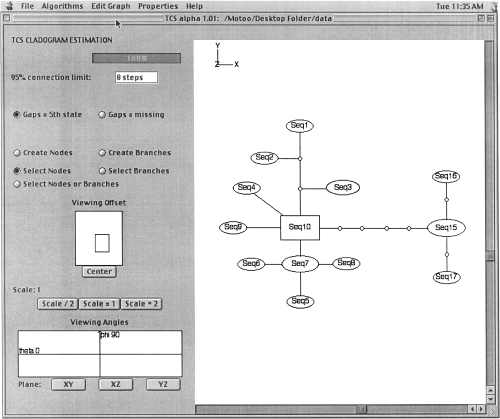 File Algorithms Edit Graph Properties Help Tue 11:35 AM
TCS alpha 1.01: /Motoo/Desktop Folder/data
TCS CLADOGRAM ESTIMATION
100%
95% connection limit: 8 steps
Gaps = 5th state Gaps = missing
Create Nodes Create Branches
Select Nodes Select Branches
Select Nodes or Branches
Viewing Offset
Center
Scale: 1
Scale / 2 Scale = 1 Scale * 2
Viewing Angles
phi 90
theta 0
Plane: XY XZ YZ
Y
Z X
Seq1
Seq2
Seq4 Seq3 Seq16
Seq9 Seq10 Seq15
Seq6 Seq7 Seq8 Seq17
Seq5